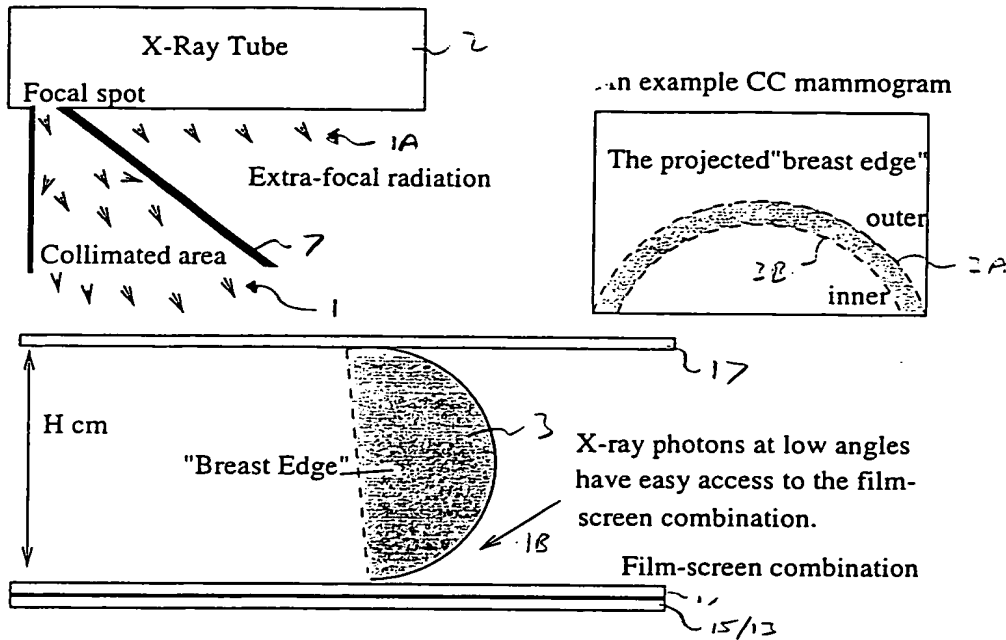 X-Ray Tube
2
Focal spot
1A
Extra-focal radiation
7
Collimated area
1
example CC mammogram
The projected"breast edge"
outer
3B
inner
17
H cm
3
"Breast Edge"
X-ray photons at low angles
have easy access to the film-
screen combination.
1B
Film-screen combination
15/13